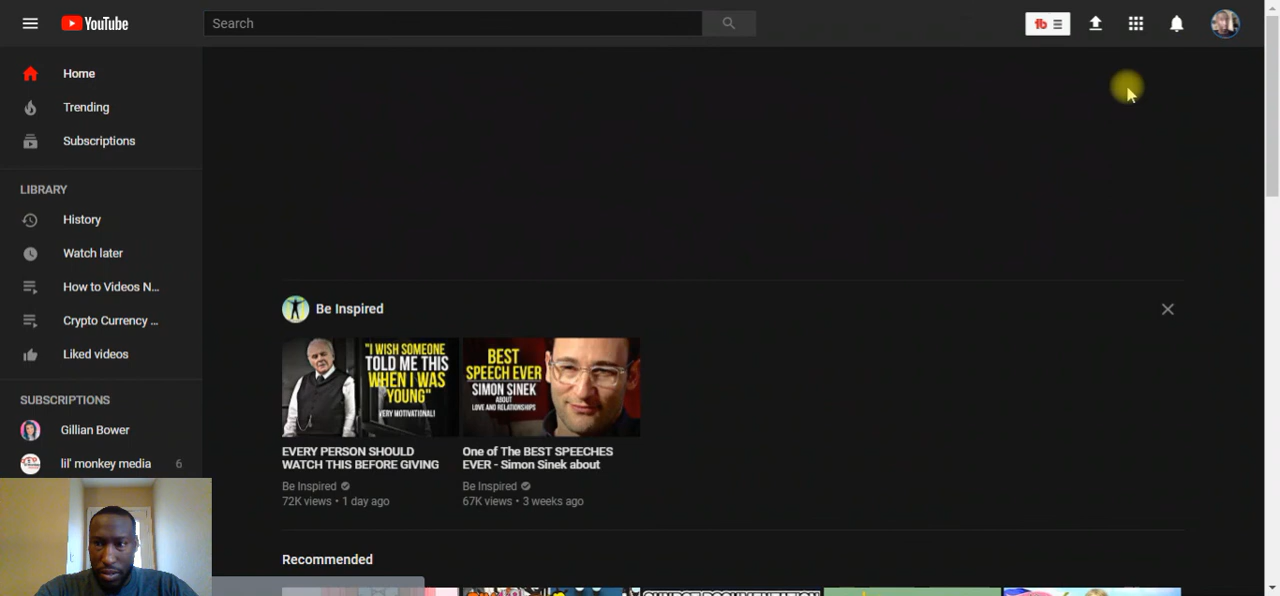 YouTube
Search
tb
Home
Trending
Subscriptions
LIBRARY
History
Watch later
How to Videos N...
Crypto Currency ...
Liked videos
SUBSCRIPTIONS
Gillian Bower
lil' monkey media 6
Be Inspired
"I WISH SOMEONE
TOLD ME THIS
WHEN I WAS
YOUNG"
VERY MOTIVATIONAL!
BEST
SPEECH EVER
SIMON SINEK
ABOUT
LOVE AND RELATIONSHIPS
EVERY PERSON SHOULD
WATCH THIS BEFORE GIVING
Be Inspired
72K views • 1 day ago
One of The BEST SPEECHES
EVER - Simon Sinek about
Be Inspired
67K views • 3 weeks ago
Recommended